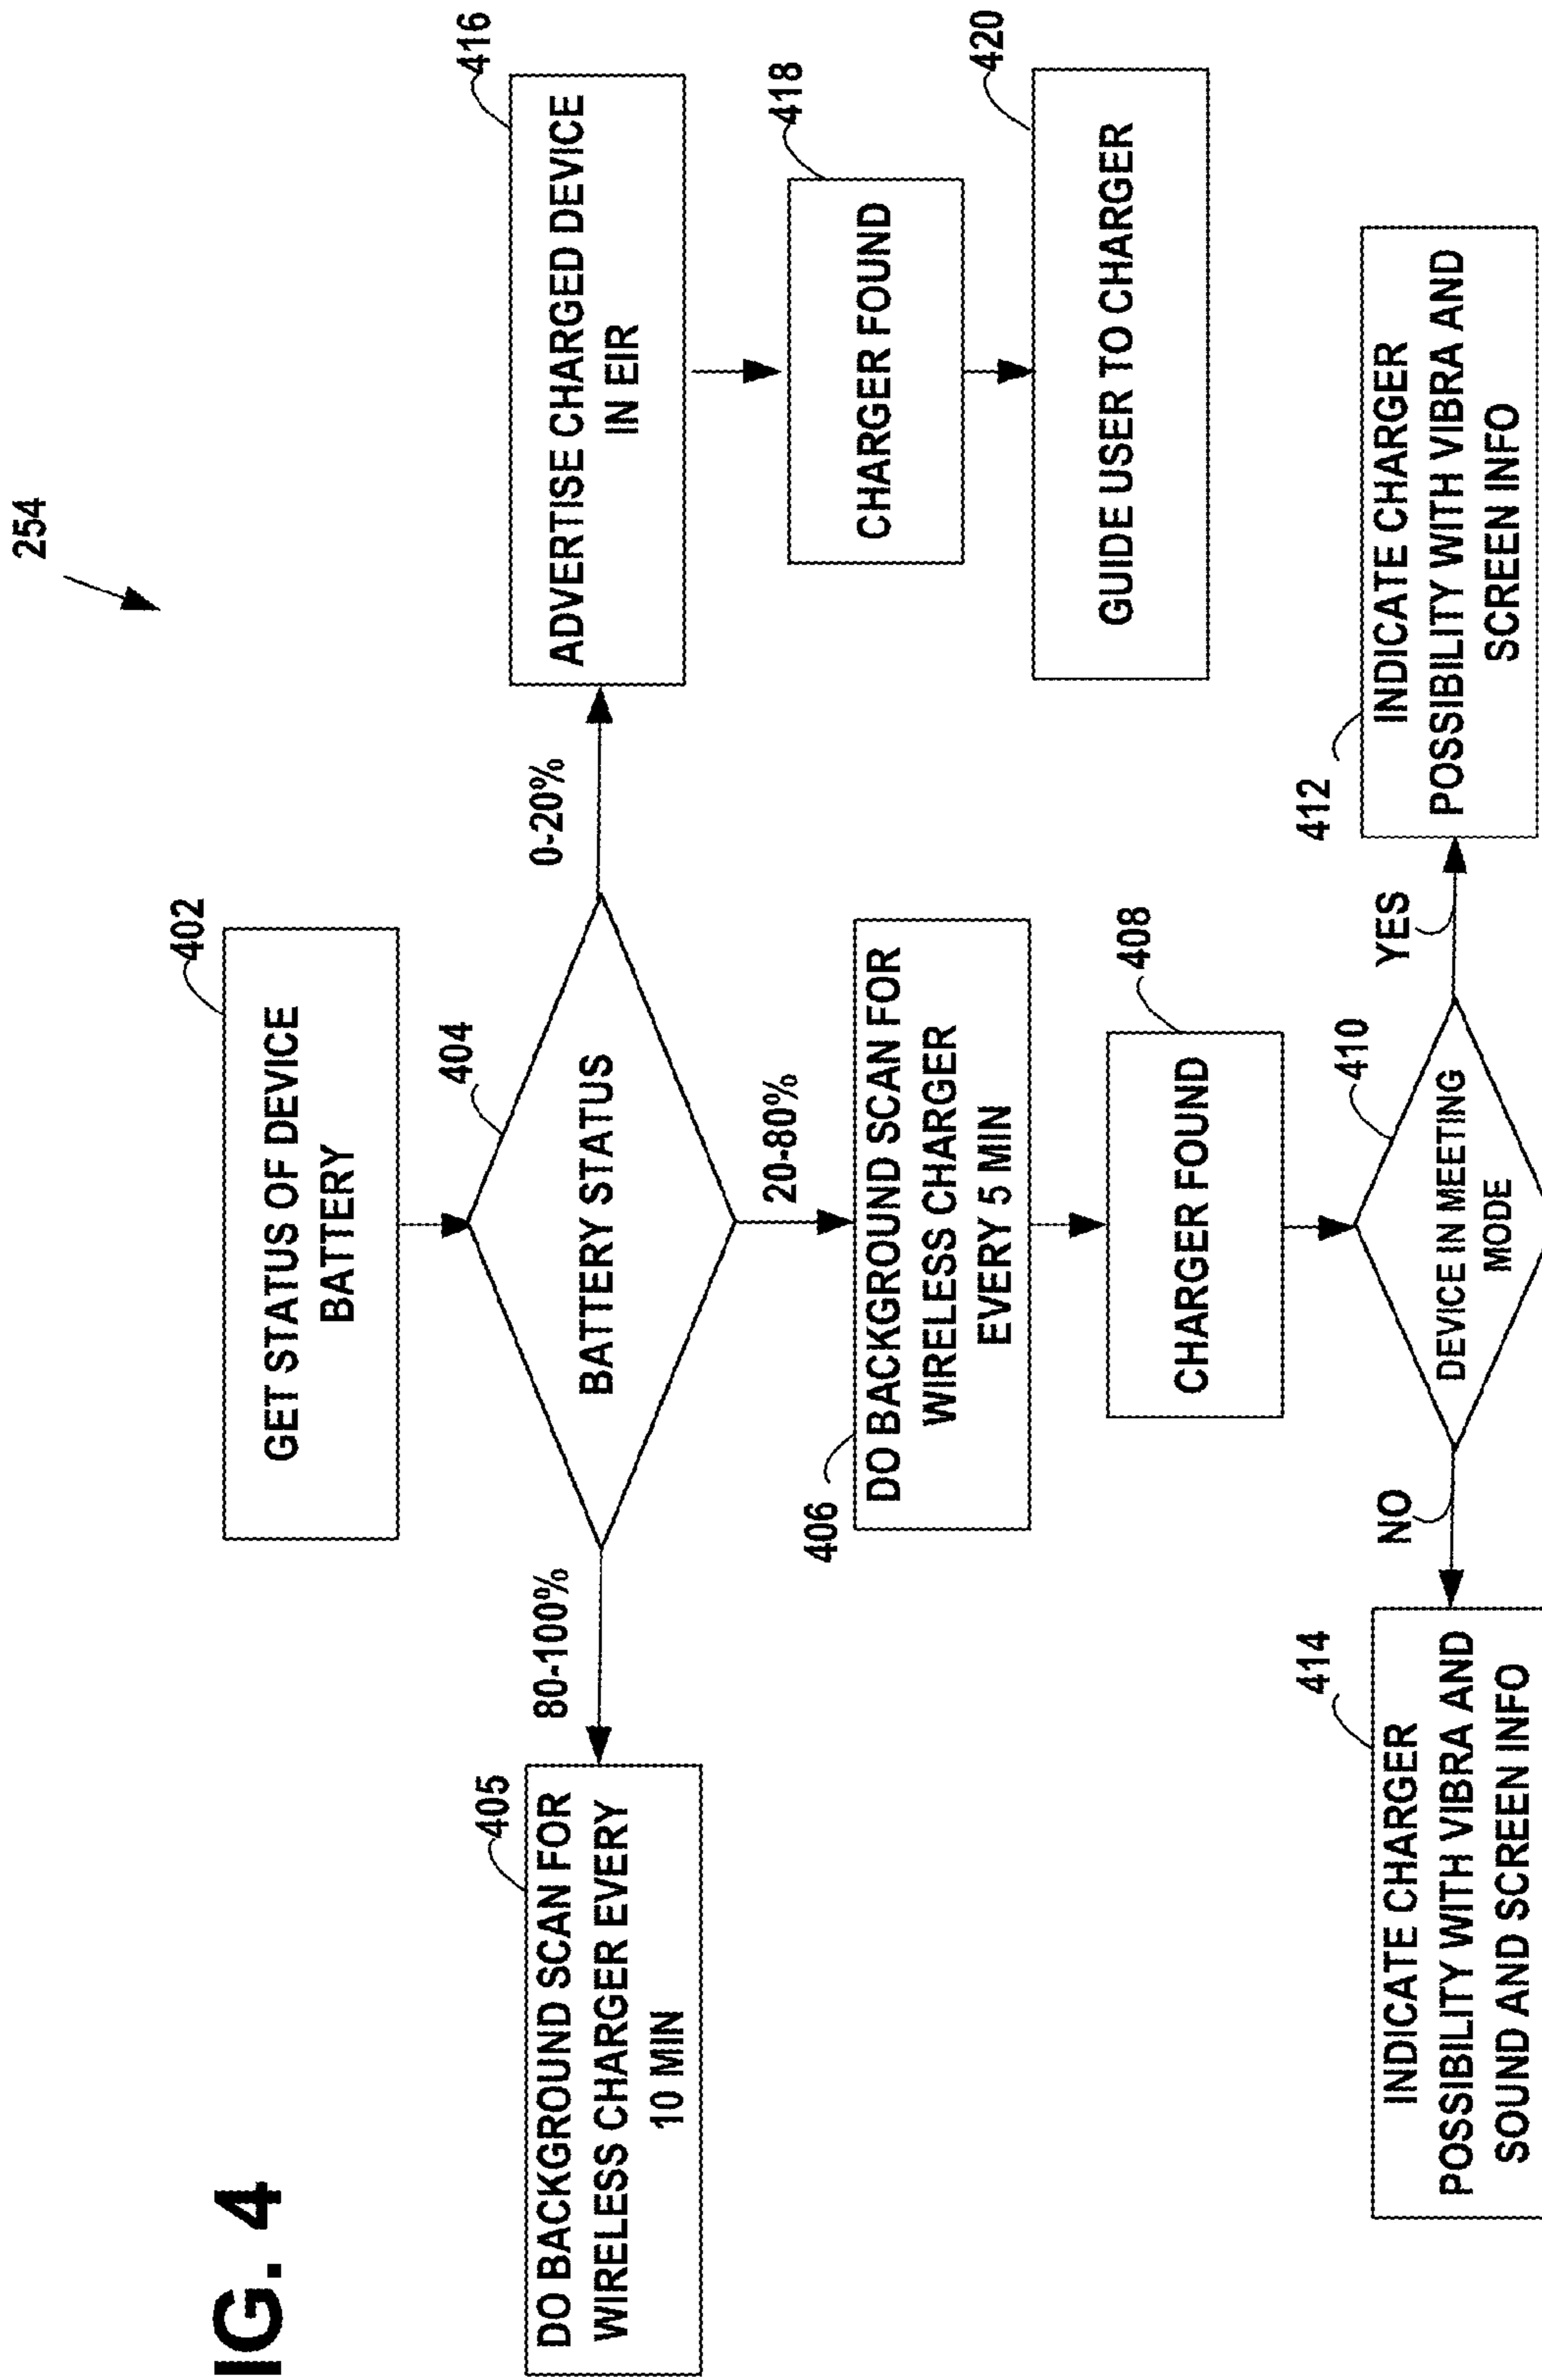 IG. 4
254
402
GET STATUS OF DEVICE
BATTERY
404
BATTERY STATUS
80-100%
0-20%
20-80%
405
DO BACKGROUND SCAN FOR
WIRELESS CHARGER EVERY
10 MIN
416
ADVERTISE CHARGED DEVICE
IN EIR
418
CHARGER FOUND
420
GUIDE USER TO CHARGER
406
DO BACKGROUND SCAN FOR
WIRELESS CHARGER
EVERY 5 MIN
408
CHARGER FOUND
410
DEVICE IN MEETING
MODE
NO
YES
414
INDICATE CHARGER
POSSIBILITY WITH VIBRA AND
SOUND AND SCREEN INFO
412
INDICATE CHARGER
POSSIBILITY WITH VIBRA AND
SCREEN INFO